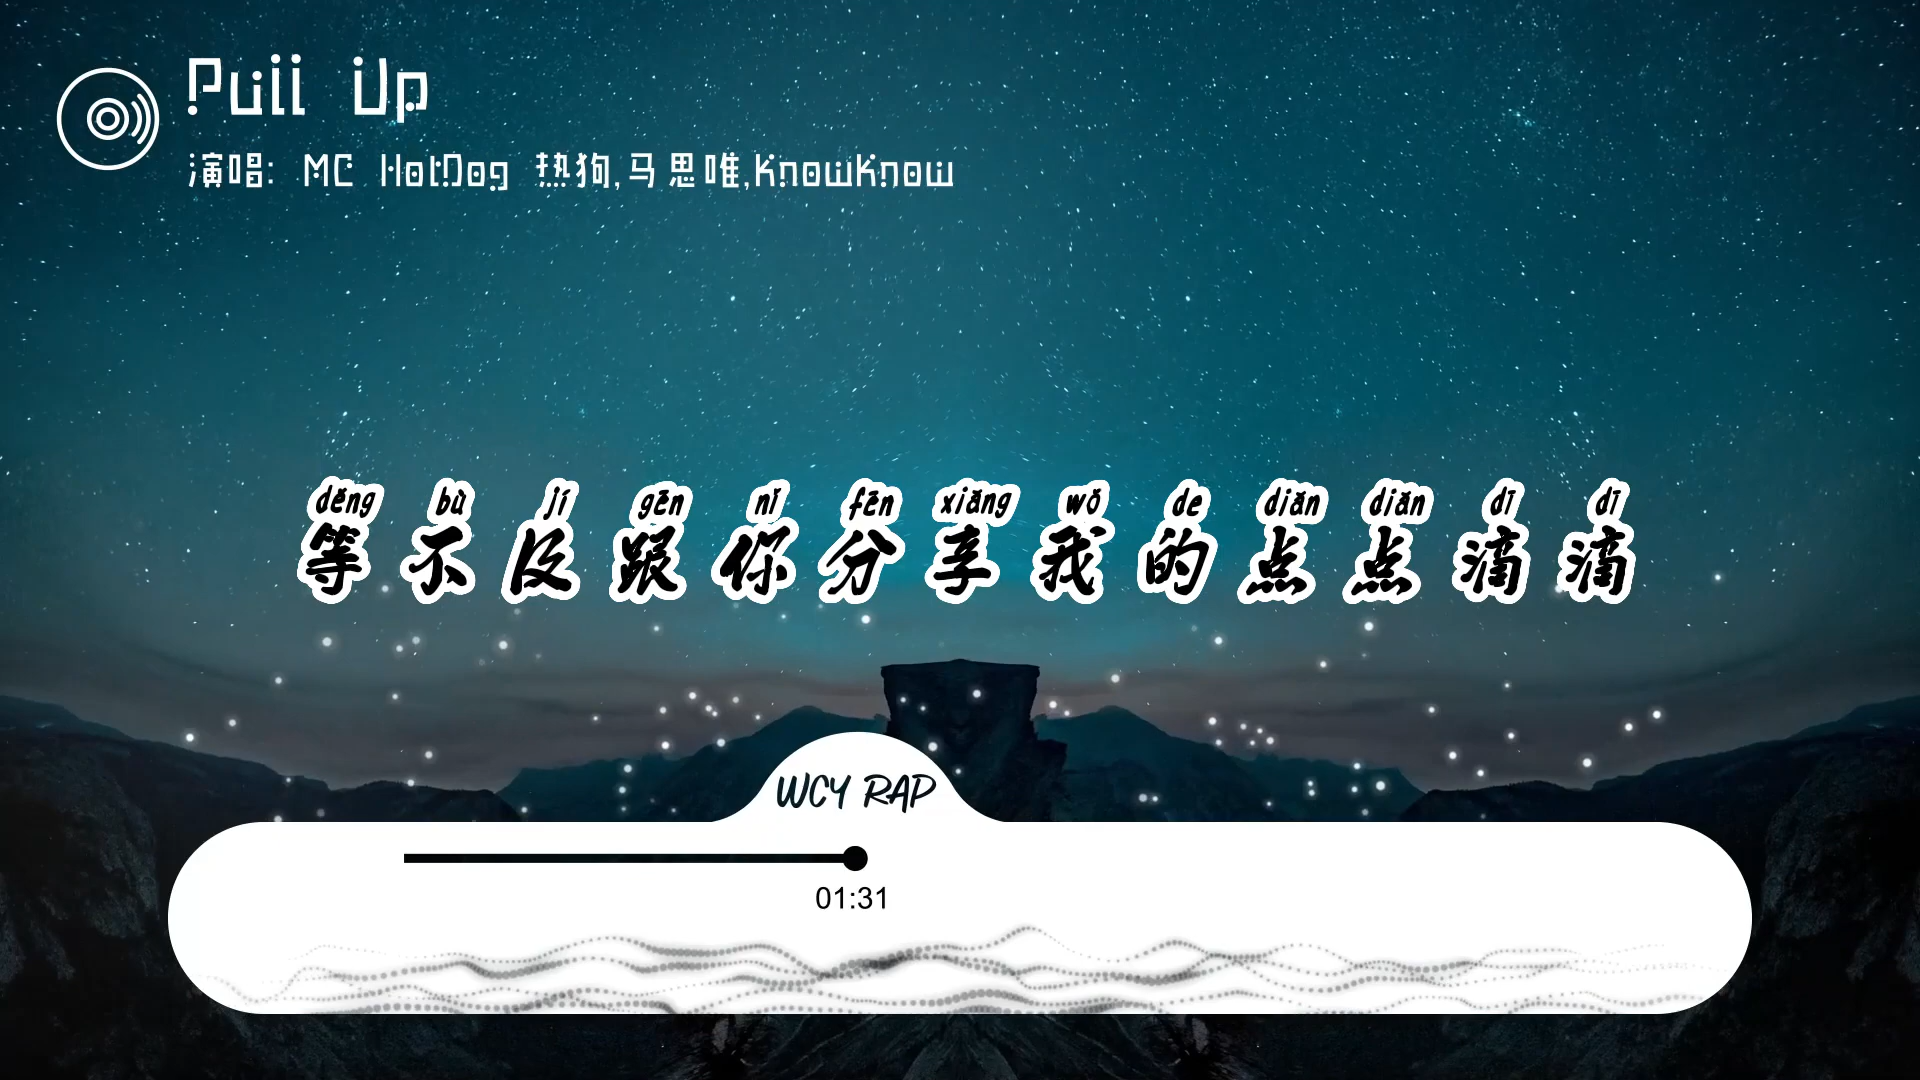 Pull Up
演唱: MC HotDog 热狗,马思唯,KnowKnow
děng bù jí gēn nǐ fēn xiǎng wǒ de diǎn diǎn dī dī
等不及跟你分享我的点点滴滴
WCY RAP
01:31